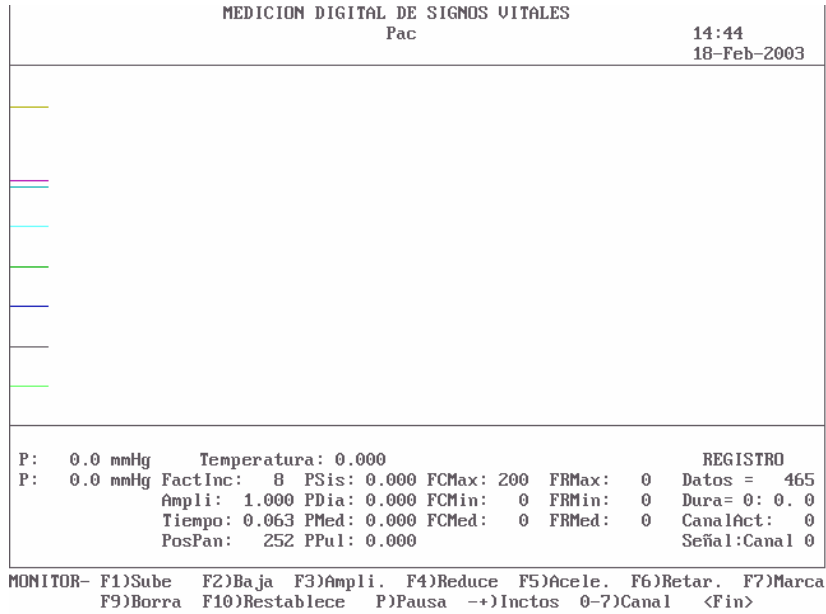 MEDICION DIGITAL DE SIGNOS VITALES
Pac 14:44
18-Feb-2003
P: 0.0 mmHg Temperatura: 0.000 REGISTRO
P: 0.0 mmHg FactInc: 8 PSis: 0.000 FCMax: 200 FRMax: 0 Datos = 465
Ampli: 1.000 PDia: 0.000 FCMin: 0 FRMin: 0 Dura= 0: 0. 0
Tiempo: 0.063 PMed: 0.000 FCMed: 0 FRMed: 0 CanalAct: 0
PosPan: 252 PPul: 0.000 Señal:Canal 0
MONITOR- F1)Sube F2)Baja F3)Ampli. F4)Reduce F5)Acele. F6)Retar. F7)Marca
F9)Borra F10)Restablece P)Pausa -+)Inctos 0-7)Canal <Fin>